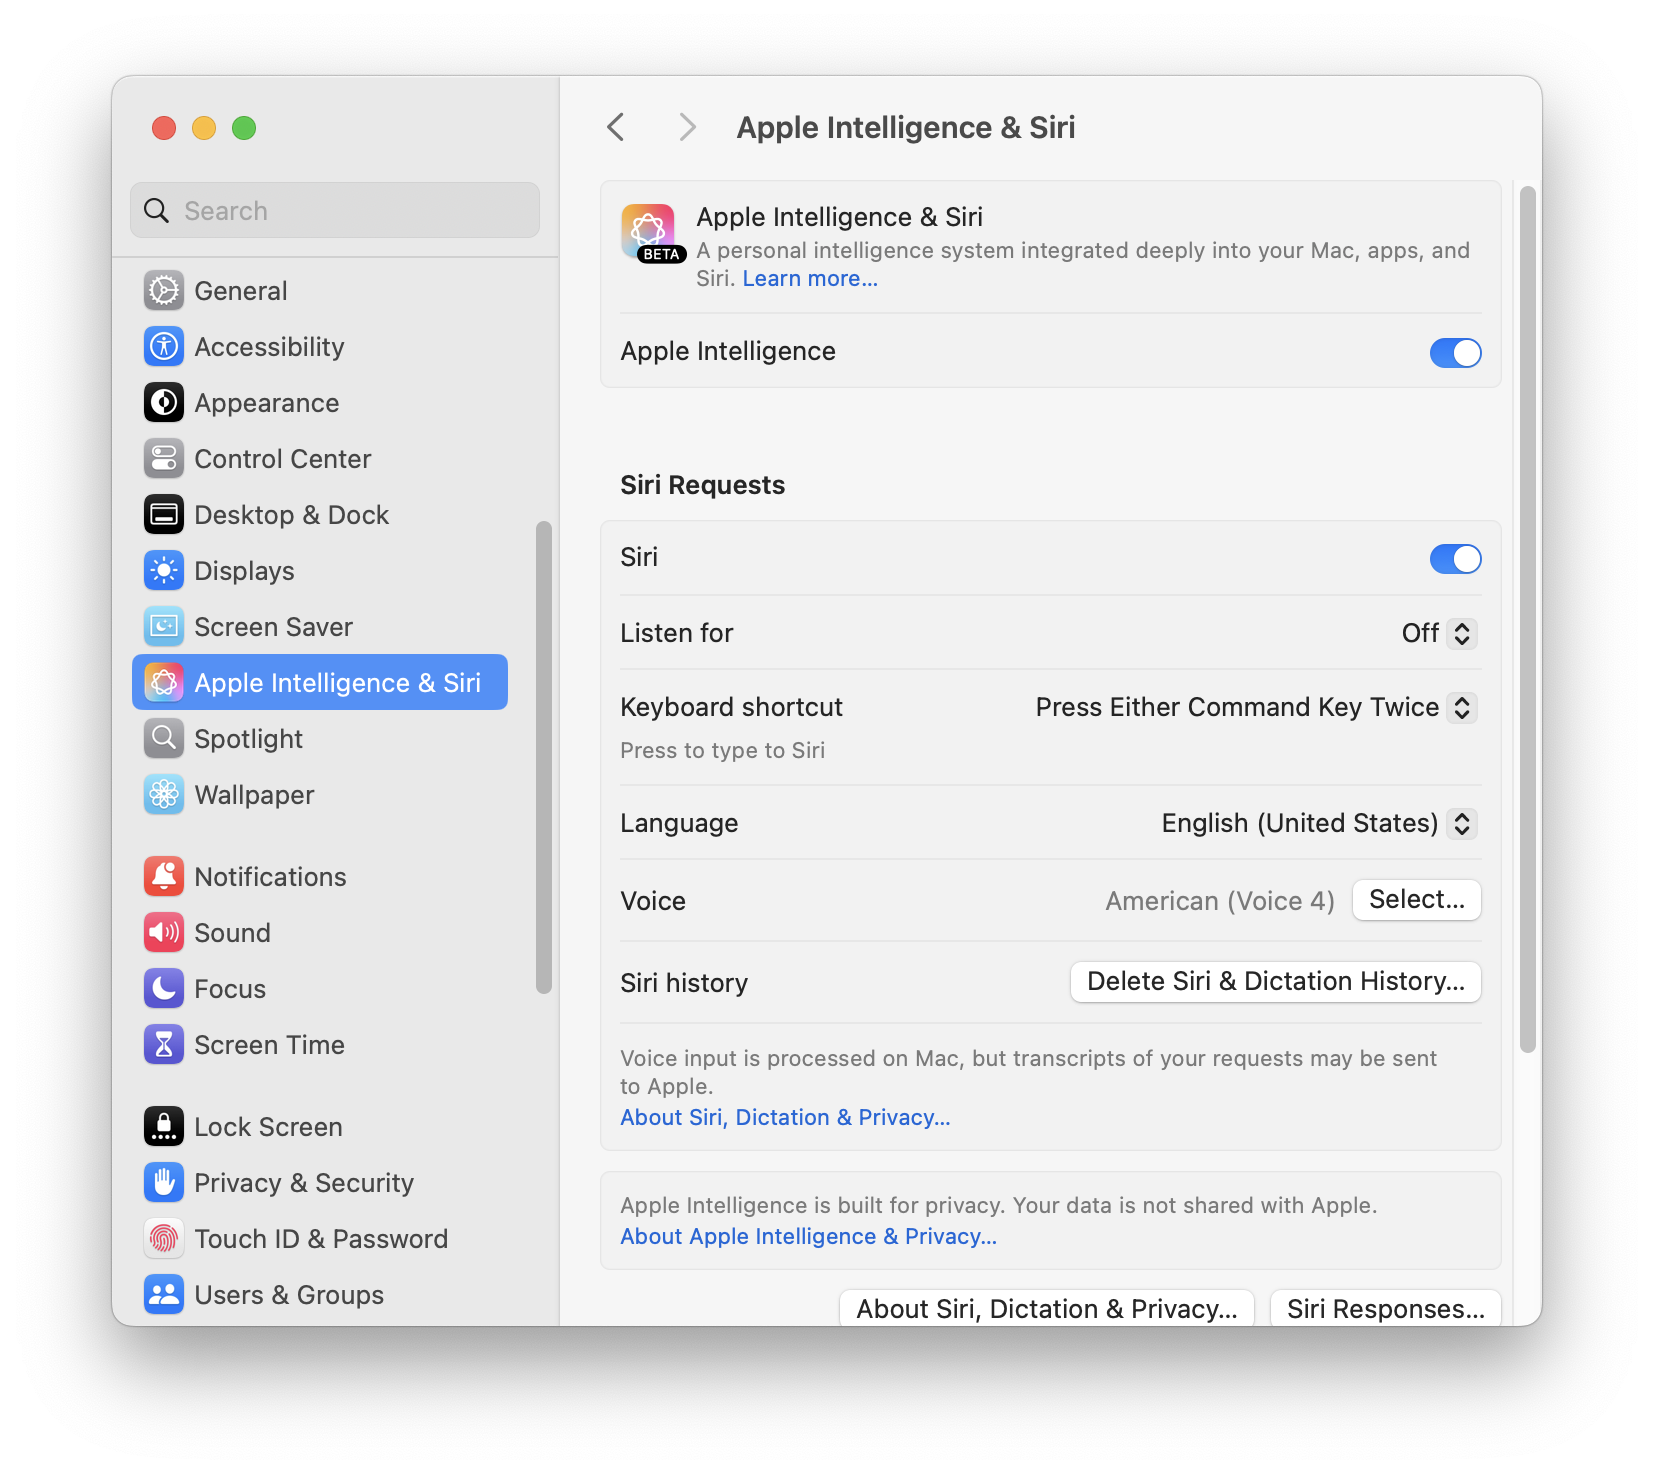 Search
General
Accessibility
Appearance
Control Center
Desktop & Dock
Displays
Screen Saver
Apple Intelligence & Siri
Spotlight
Wallpaper
Notifications
Sound
Focus
Screen Time
Lock Screen
Privacy & Security
Touch ID & Password
Users & Groups
Apple Intelligence & Siri
BETA
Apple Intelligence & Siri
A personal intelligence system integrated deeply into your Mac, apps, and
Siri. Learn more...
Apple Intelligence
Siri Requests
Siri
Listen for Off
Keyboard shortcut Press Either Command Key Twice
Press to type to Siri
Language English (United States)
Voice American (Voice 4) Select...
Siri history Delete Siri & Dictation History...
Voice input is processed on Mac, but transcripts of your requests may be sent
to Apple.
About Siri, Dictation & Privacy...
Apple Intelligence is built for privacy. Your data is not shared with Apple.
About Apple Intelligence & Privacy...
About Siri, Dictation & Privacy... Siri Responses...